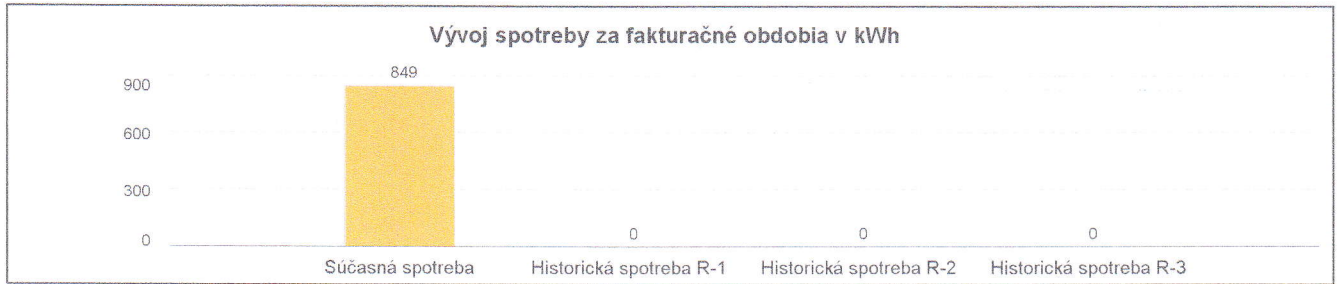 Vývoj spotreby za fakturačné obdobia v kWh
849
900
600
300
0
0 0 0
Súčasná spotreba Historická spotreba R-1 Historická spotreba R-2 Historická spotreba R-3